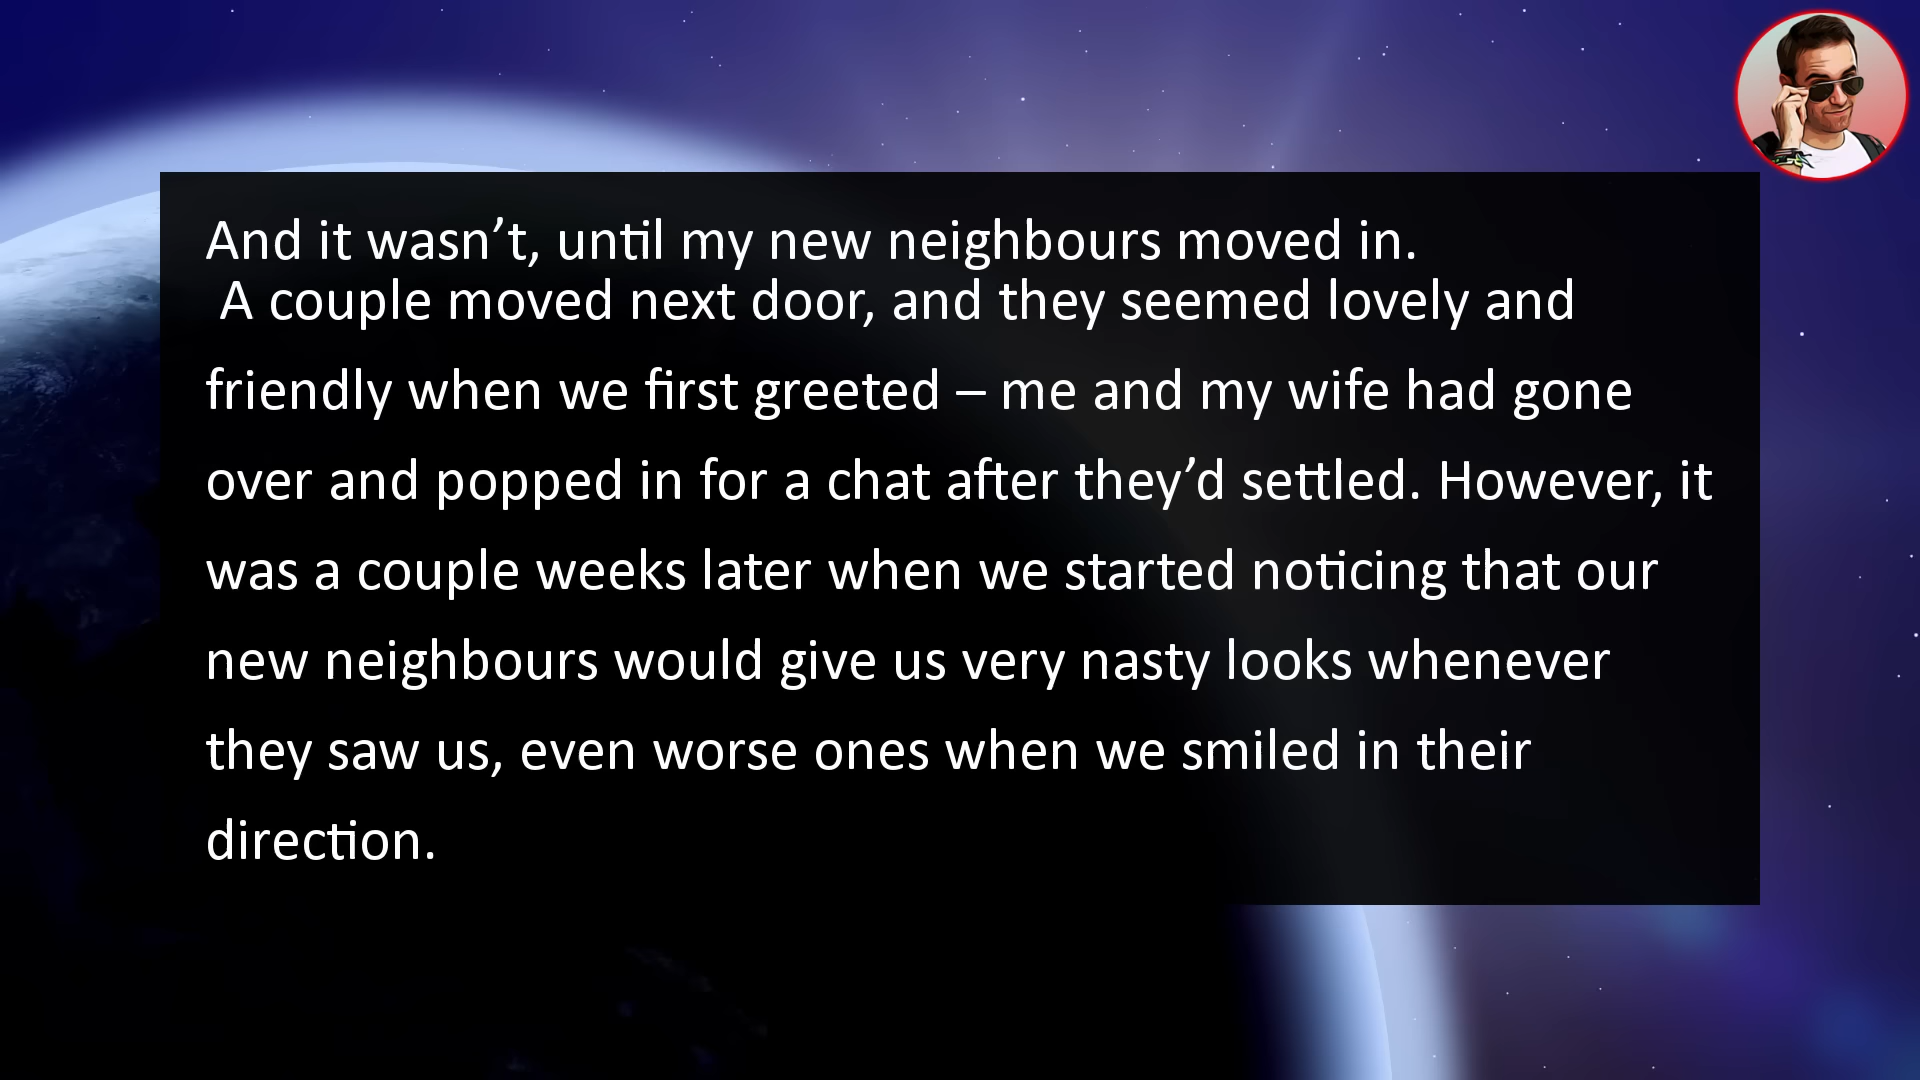 And it wasn’t, until my new neighbours moved in.
A couple moved next door, and they seemed lovely and
friendly when we first greeted – me and my wife had gone
over and popped in for a chat after they’d settled. However, it
was a couple weeks later when we started noticing that our
new neighbours would give us very nasty looks whenever
they saw us, even worse ones when we smiled in their
direction.